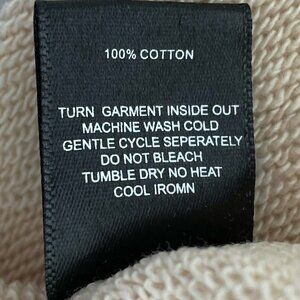 100% COTTON
TURN GARMENT INSIDE OUT
MACHINE WASH COLD
GENTLE CYCLE SEPERATELY
DO NOT BLEACH
TUMBLE DRY NO HEAT
COOL IROMN